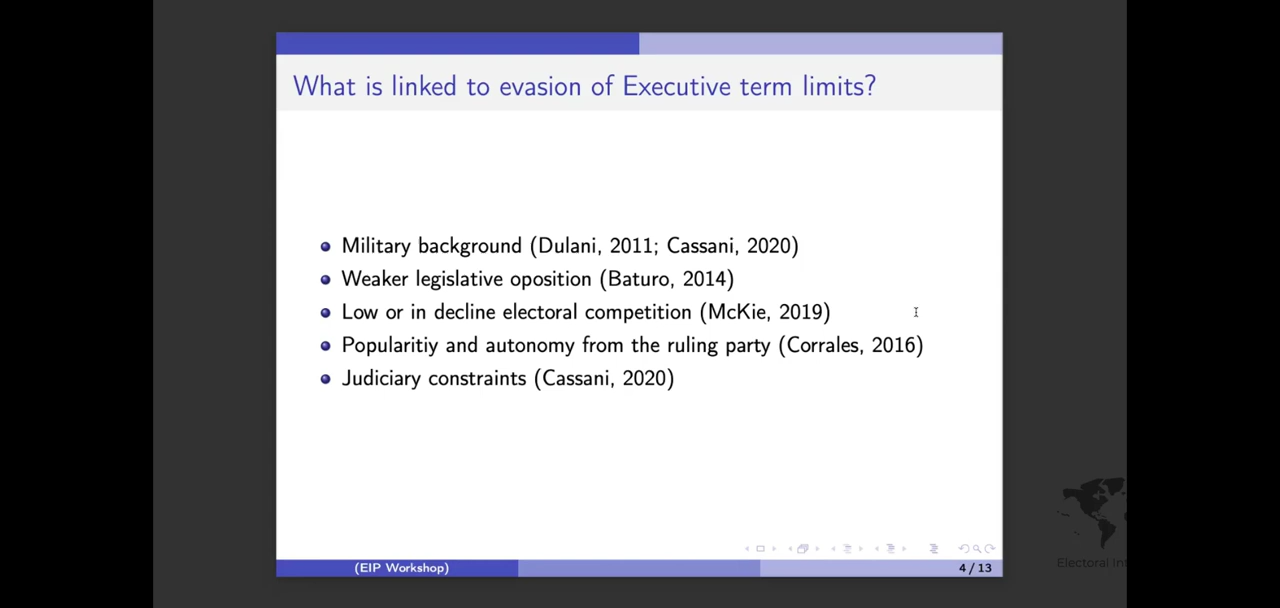 What is linked to evasion of Executive term limits?
Military background (Dulani, 2011; Cassani, 2020)
Weaker legislative oposition (Baturo, 2014)
Low or in decline electoral competition (McKie, 2019)
Popularitiy and autonomy from the ruling party (Corrales, 2016)
Judiciary constraints (Cassani, 2020)
(EIP Workshop)
4 / 13
Electoral